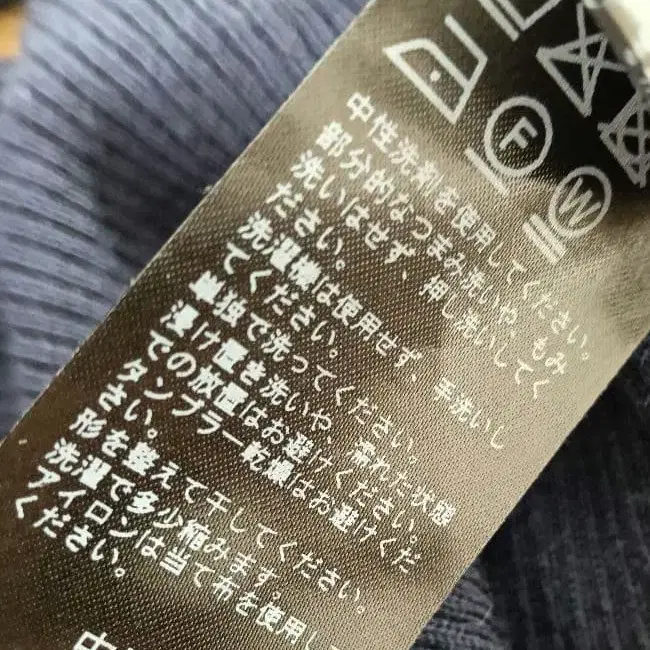 F
W
中性洗剤を使用してください。
部分的なつまみ洗いや、もみ
洗いはせず、押し洗いしてく
ださい。
洗濯機は使用せず、手洗いし
てください。
単独で洗ってください。
浸け置き洗いや、濡れた状態
での放置はお避けください。
タンブラー乾燥はお避けくだ
さい。
形を整えて干してください。
洗濯で多少縮みます。
アイロンは当て布を使用して
ください。
中